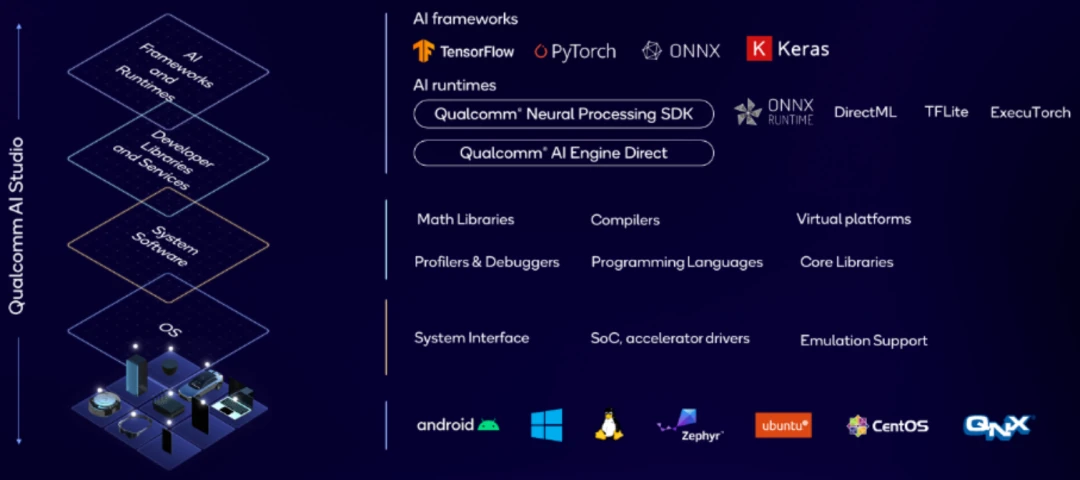 Qualcomm AI Studio
AI
Frameworks
and
Runtimes
Developer
Libraries
and Services
System
Software
OS
AI frameworks
TensorFlow PyTorch ONNX K Keras
AI runtimes
Qualcomm® Neural Processing SDK ONNX RUNTIME DirectML TFLite ExecuTorch
Qualcomm® AI Engine Direct
Math Libraries Compilers Virtual platforms
Profilers & Debuggers Programming Languages Core Libraries
System Interface SoC, accelerator drivers Emulation Support
android Zephyr™ ubuntu® CentOS QNX